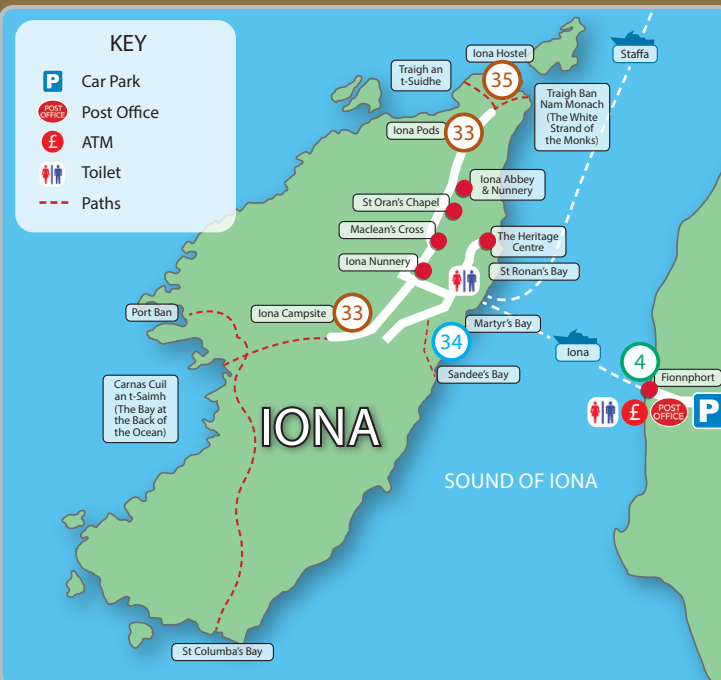 KEY
P
Car Park
POST
OFFICE
Post Office
£
ATM
Toilet
Paths
Staffa
Iona Hostel
35
Traigh an
t-Suidhe
Traigh Ban
Nam Monach
(The White
Strand of
the Monks)
Iona Pods
33
Iona Abbey
& Nunnery
St Oran's Chapel
Maclean's Cross
The Heritage
Centre
Iona Nunnery
St Ronan's Bay
Port Ban
Iona Campsite
33
Martyr's Bay
34
Iona
4
Fionnphort
Sandee's Bay
Carnas Cuil
an t-Saimh
(The Bay at
the Back of
the Ocean)
£
POST
OFFICE
P
IONA
SOUND OF IONA
St Columba's Bay